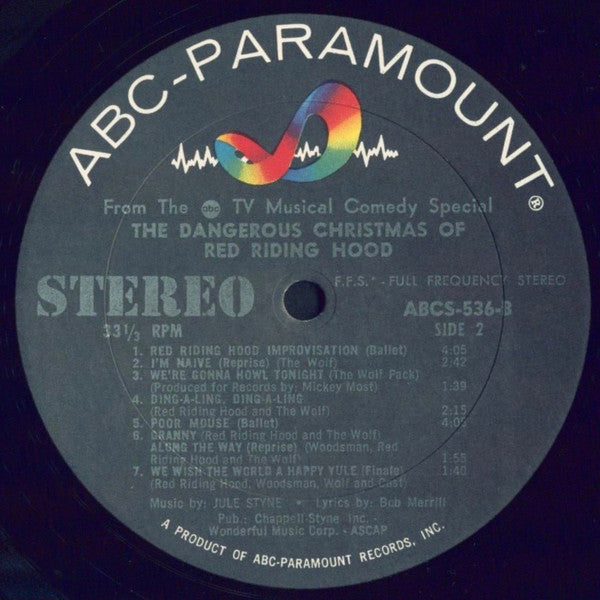 ABC-PARAMOUNT®
From The abc TV Musical Comedy Special
THE DANGEROUS CHRISTMAS OF
RED RIDING HOOD
STEREO
F.F.S.* - FULL FREQUENCY STEREO
ABCS-536-B
33⅓ RPM
SIDE 2
1. RED RIDING HOOD IMPROVISATION (Ballet) 4:05
2. I'M NAIVE (Reprise) (The Wolf) 2:42
3. WE'RE GONNA HOWL TONIGHT (The Wolf Pack)
(Produced for Records by: Mickey Most) 1:39
4. DING-A-LING, DING-A-LING
(Red Riding Hood and The Wolf) 2:15
5. POOR MOUSE (Ballet) 4:05
6. GRANNY (Red Riding Hood and The Wolf)
ALONG THE WAY (Reprise) (Woodsman, Red
Riding Hood and The Wolf) 1:55
7. WE WISH THE WORLD A HAPPY YULE (Finale) 1:40
(Red Riding Hood, Woodsman, Wolf and Cast)
Music by: JULE STYNE • Lyrics by: Bob Merrill
Pub.: Chappell-Styne Inc. -
Wonderful Music Corp. - ASCAP
A PRODUCT OF ABC-PARAMOUNT RECORDS, INC.